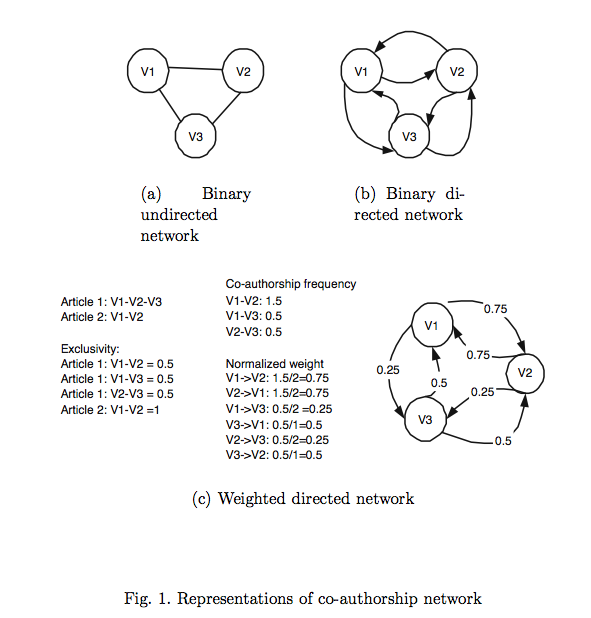 V1
V2
V3
V1
V2
V3
(a) Binary
undirected
network
(b) Binary di-
rected network
Article 1: V1-V2-V3
Article 2: V1-V2
Exclusivity:
Article 1: V1-V2 = 0.5
Article 1: V1-V3 = 0.5
Article 1: V2-V3 = 0.5
Article 2: V1-V2 =1
Co-authorship frequency
V1-V2: 1.5
V1-V3: 0.5
V2-V3: 0.5
Normalized weight
V1->V2: 1.5/2=0.75
V2->V1: 1.5/2=0.75
V1->V3: 0.5/2 =0.25
V3->V1: 0.5/1=0.5
V2->V3: 0.5/2=0.25
V3->V2: 0.5/1=0.5
0.75
V1
0.75
0.25
V2
0.5
0.25
V3
0.5
(c) Weighted directed network
Fig. 1. Representations of co-authorship network